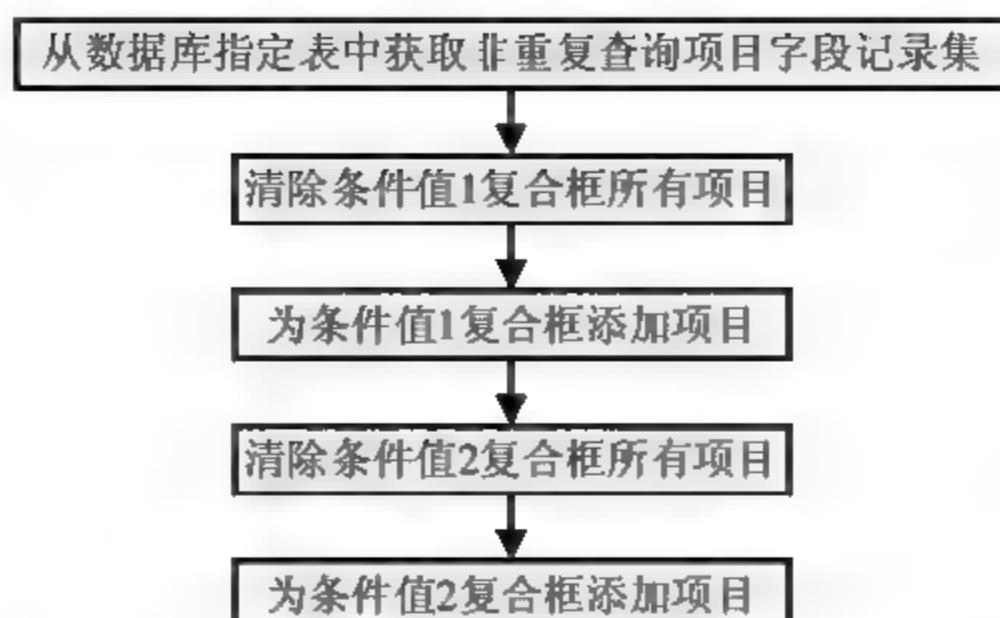 从数据库指定表中获取非重复查询项目字段记录集
清除条件值1复合框所有项目
为条件值1复合框添加项目
清除条件值2复合框所有项目
为条件值2复合框添加项目